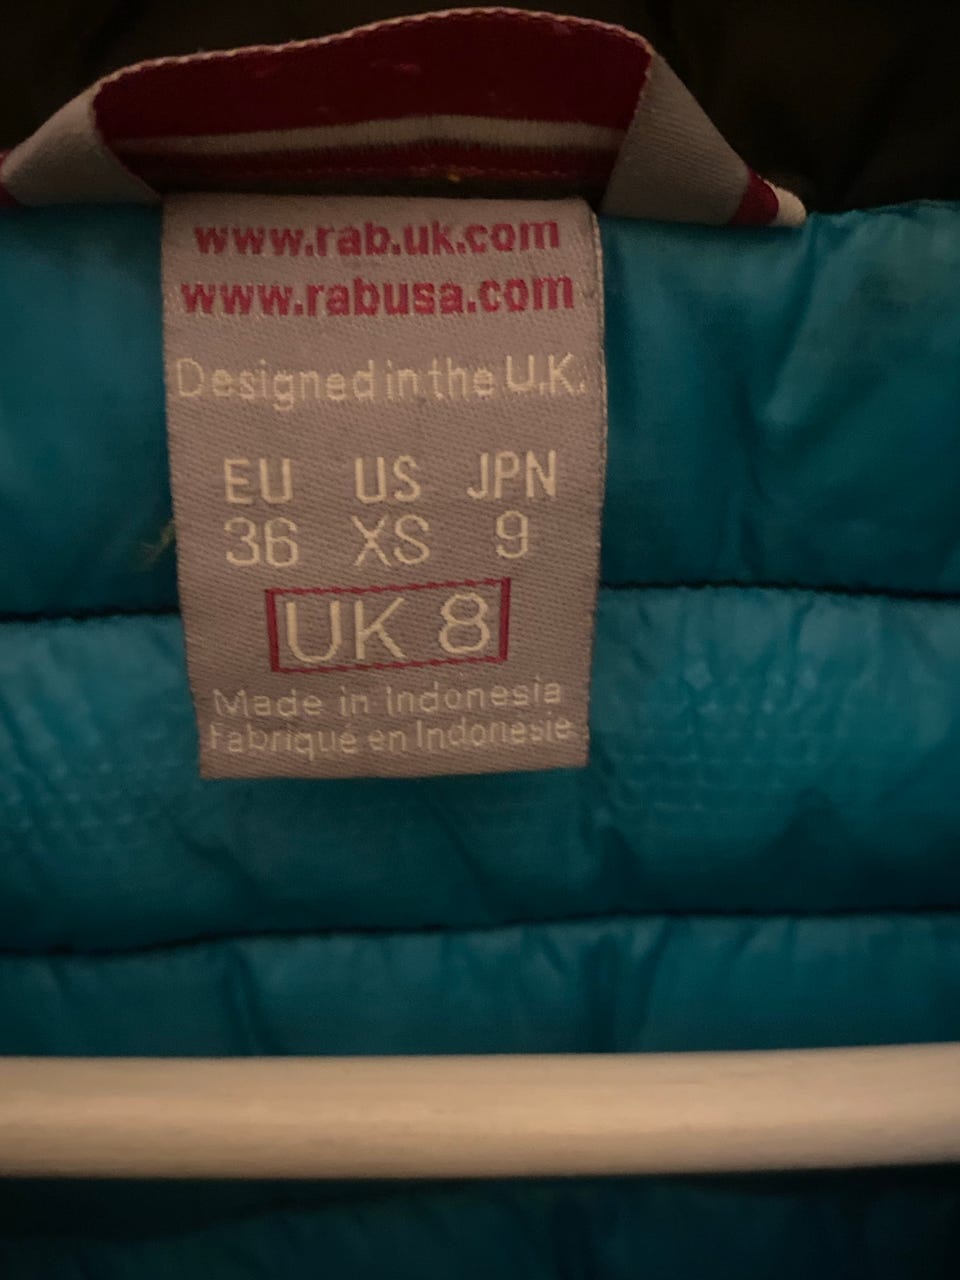 www.rab.uk.com
www.rabusa.com
Designed in the U.K.
EU US JPN
36 XS 9
UK 8
Made in Indonesia
Fabriqué en Indonesie